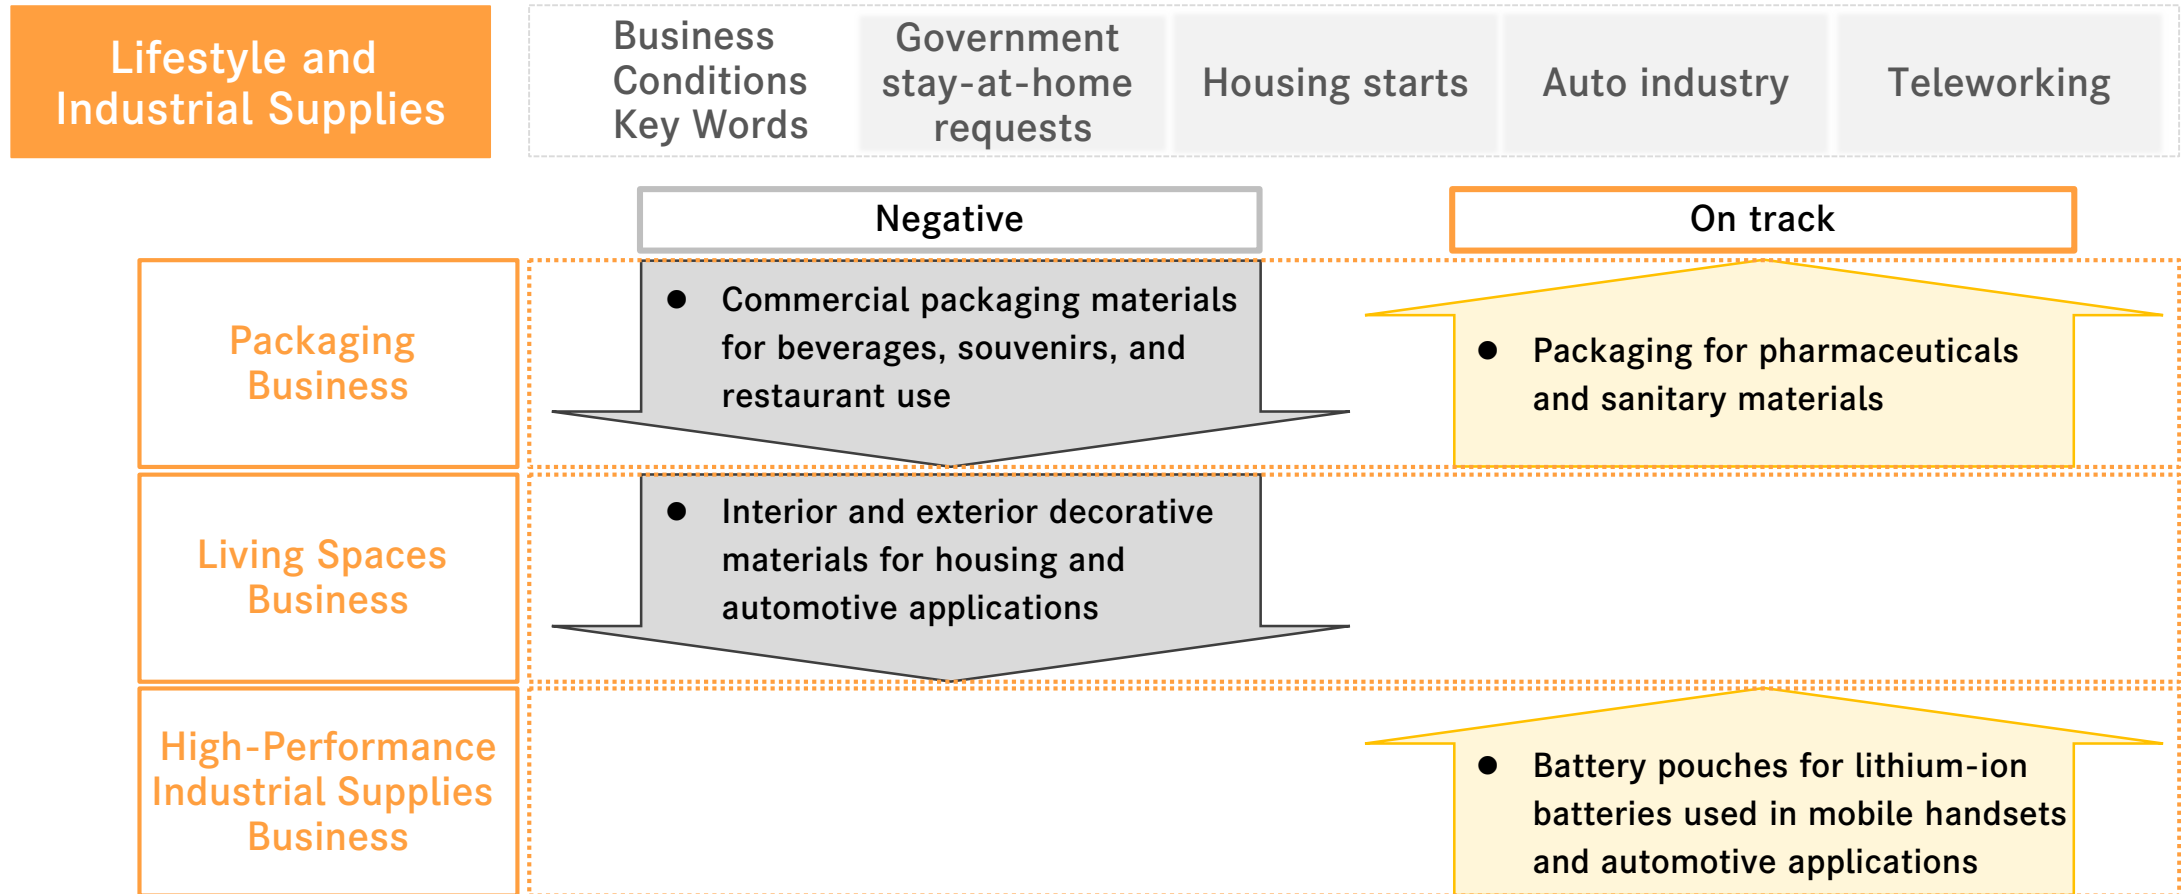 Lifestyle and
Industrial Supplies
Business
Conditions
Key Words
Government
stay-at-home
requests
Housing starts
Auto industry
Teleworking
Negative
On track
Packaging
Business
● Commercial packaging materials
for beverages, souvenirs, and
restaurant use
● Packaging for pharmaceuticals
and sanitary materials
Living Spaces
Business
● Interior and exterior decorative
materials for housing and
automotive applications
High-Performance
Industrial Supplies
Business
● Battery pouches for lithium-ion
batteries used in mobile handsets
and automotive applications